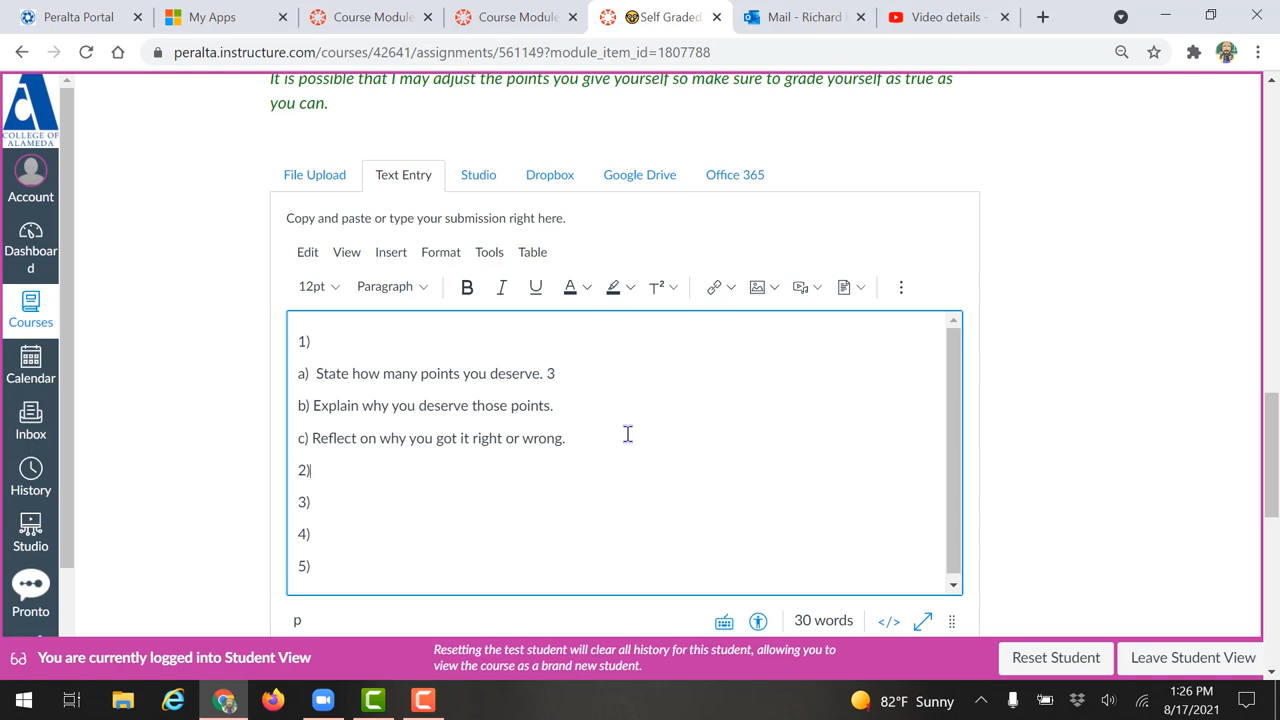 Peralta Portal
My Apps
Course Module
Course Module
Self Graded
Mail - Richard
Video details -
peralta.instructure.com/courses/42641/assignments/561149?module_item_id=1807788
It is possible that I may adjust the points you give yourself so make sure to grade yourself as true as
you can.
COLLEGE OF
ALAMEDA
Account
Dashboar
d
Courses
Calendar
Inbox
History
Studio
Pronto
File Upload
Text Entry
Studio
Dropbox
Google Drive
Office 365
Copy and paste or type your submission right here.
Edit View Insert Format Tools Table
12pt Paragraph B I U A T²
1)
a) State how many points you deserve. 3
b) Explain why you deserve those points.
c) Reflect on why you got it right or wrong.
2)
3)
4)
5)
p
30 words
</>
You are currently logged into Student View
Resetting the test student will clear all history for this student, allowing you to
view the course as a brand new student.
Reset Student
Leave Student View
82°F Sunny
1:26 PM
8/17/2021